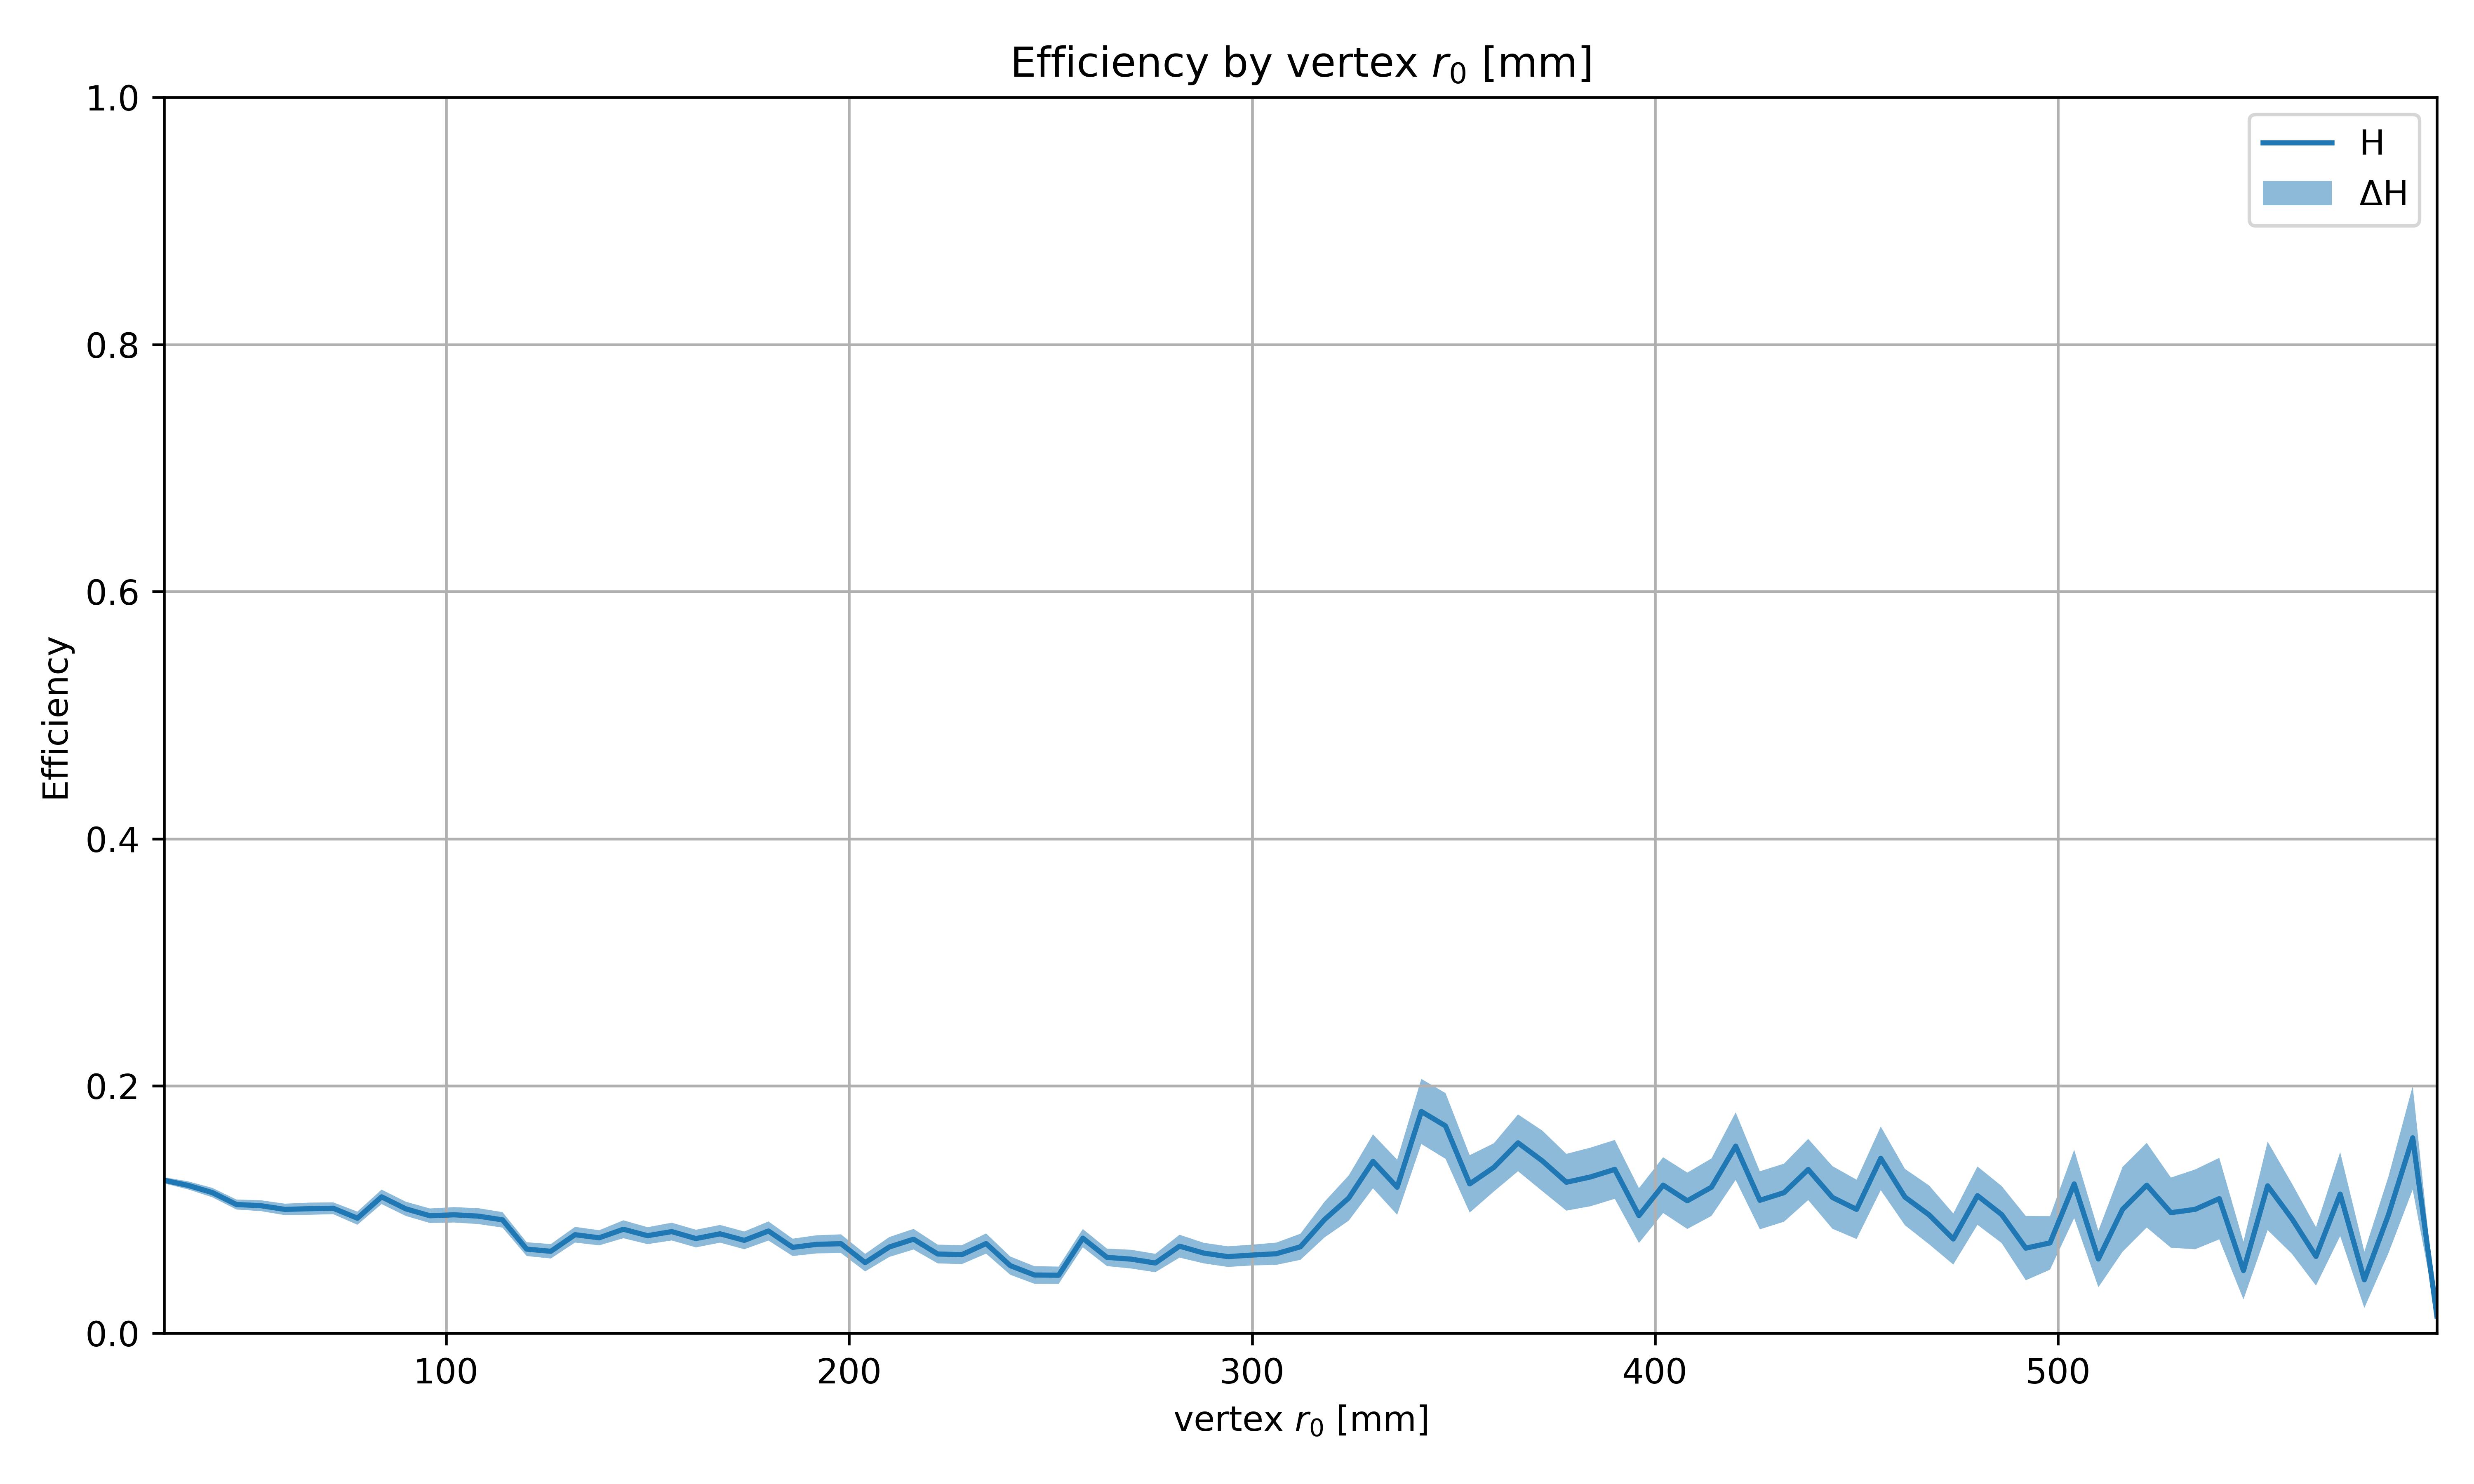 Efficiency by vertex r₀ [mm]
1.0
0.8
0.6
0.4
0.2
0.0
Efficiency
H
ΔH
100 200 300 400 500
vertex r₀ [mm]